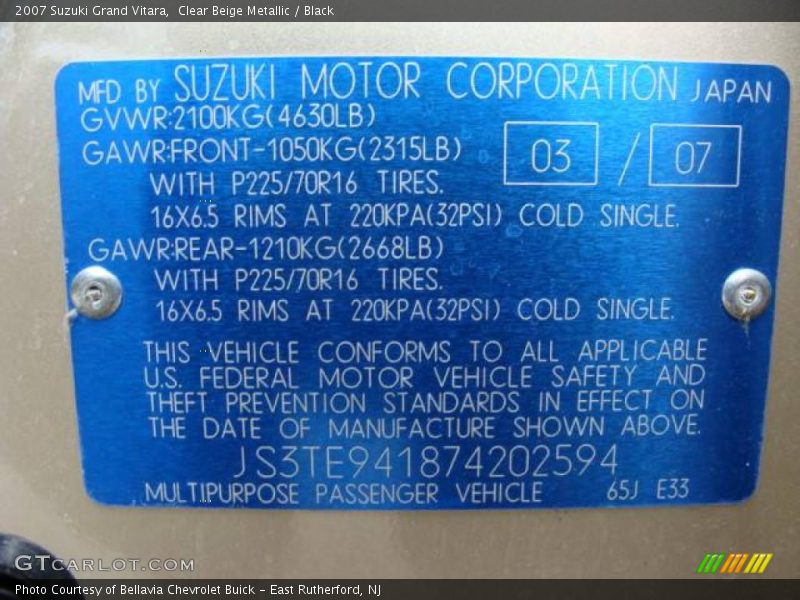 2007 Suzuki Grand Vitara,  Clear Beige Metallic / Black
MFD BY SUZUKI MOTOR CORPORATION JAPAN
GVWR:2100KG(4630LB)
GAWR:FRONT-1050KG(2315LB)
03 / 07
WITH P225/70R16 TIRES.
16X6.5 RIMS AT 220KPA(32PSI) COLD SINGLE.
GAWR:REAR-1210KG(2668LB)
WITH P225/70R16 TIRES.
16X6.5 RIMS AT 220KPA(32PSI) COLD SINGLE.
THIS VEHICLE CONFORMS TO ALL APPLICABLE
U.S. FEDERAL MOTOR VEHICLE SAFETY AND
THEFT PREVENTION STANDARDS IN EFFECT ON
THE DATE OF MANUFACTURE SHOWN ABOVE.
JS3TE941874202594
MULTIPURPOSE PASSENGER VEHICLE 65J E33
GTCARLOT.COM
Photo Courtesy of Bellavia Chevrolet Buick - East Rutherford, NJ